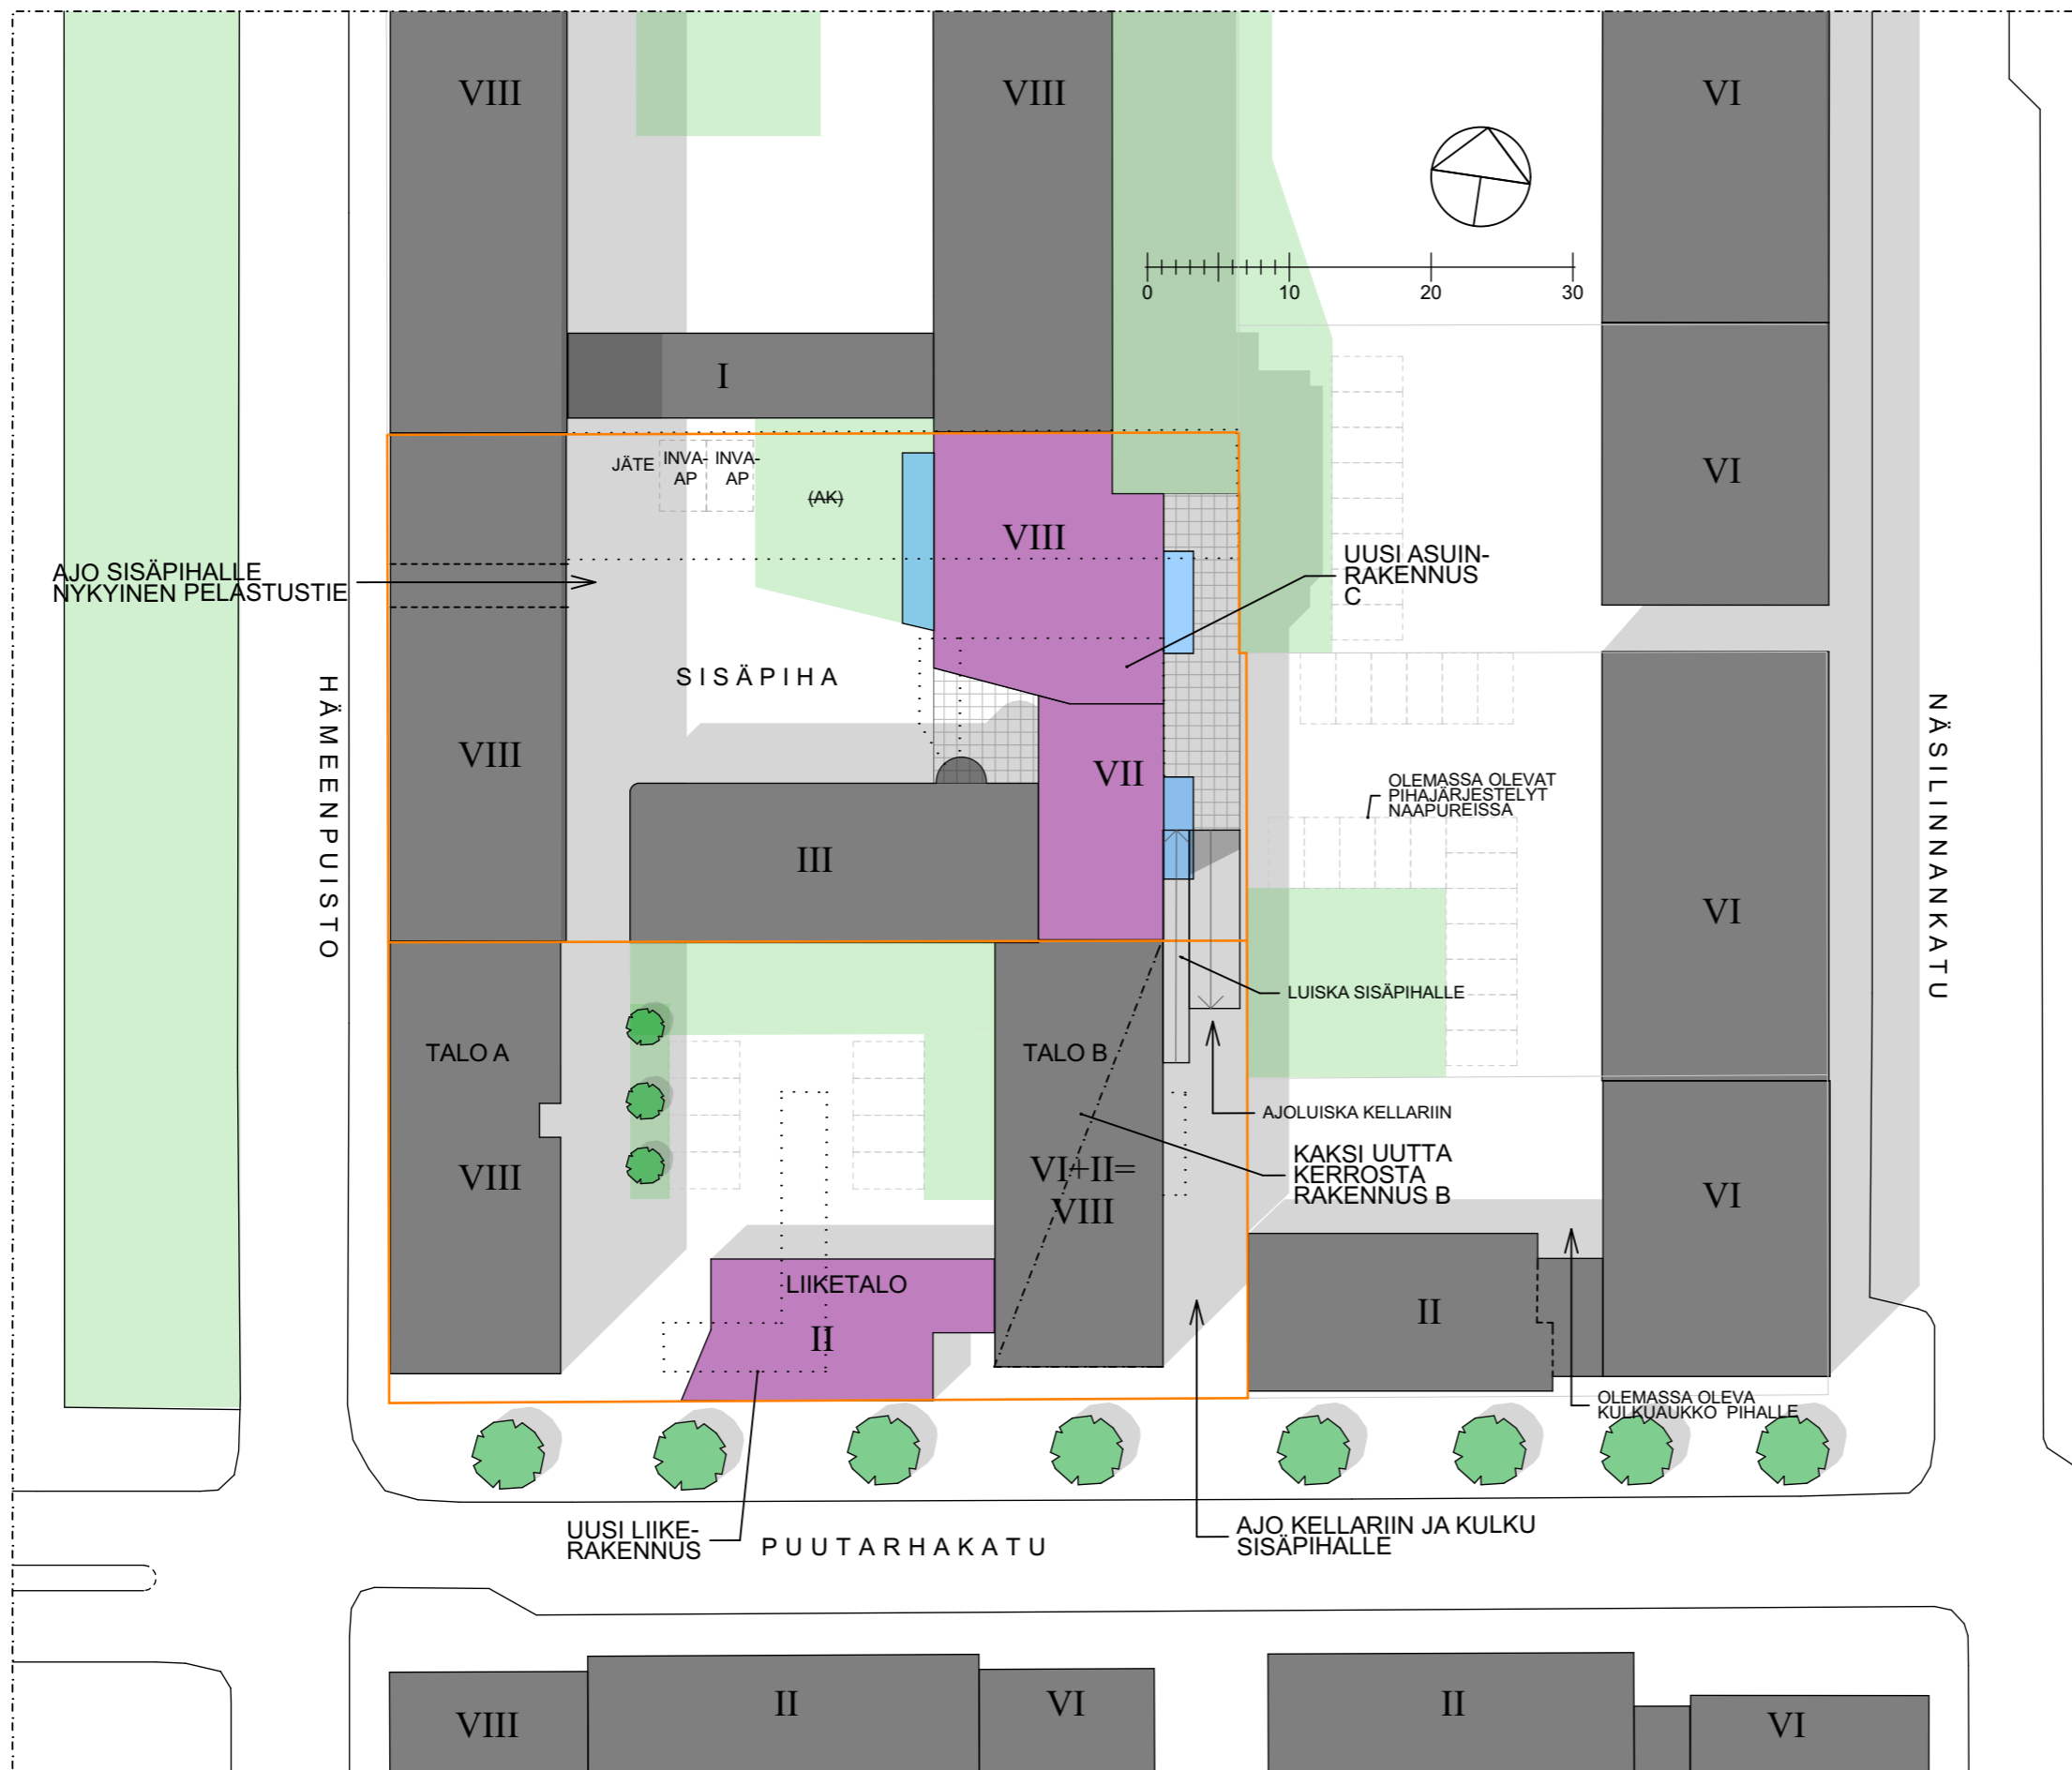 VIII
VIII
VI
0 10 20 30
I
JÄTE
INVA-
AP
INVA-
AP
(AK)
VI
VIII
AJO SISÄPIHALLE
NYKYINEN PELASTUSTIE
UUSI ASUIN-
RAKENNUS
C
SISÄPIHA
HÄMEENPUISTO
NÄSILINNANKATU
VIII
VII
OLEMASSA OLEVAT
PIHAJÄRJESTELYT
NAAPUREISSA
III
VI
LUISKA SISÄPIHALLE
TALO A
TALO B
AJOLUISKA KELLARIIN
VIII
VI+II=
VIII
KAKSI UUTTA
KERROSTA
RAKENNUS B
VI
LIIKETALO
II
II
OLEMASSA OLEVA
KULKUAUKKO PIHALLE
UUSI LIIKE-
RAKENNUS
PUUTARHAKATU
AJO KELLARIIN JA KULKU
SISÄPIHALLE
VIII
II
VI
II
VI